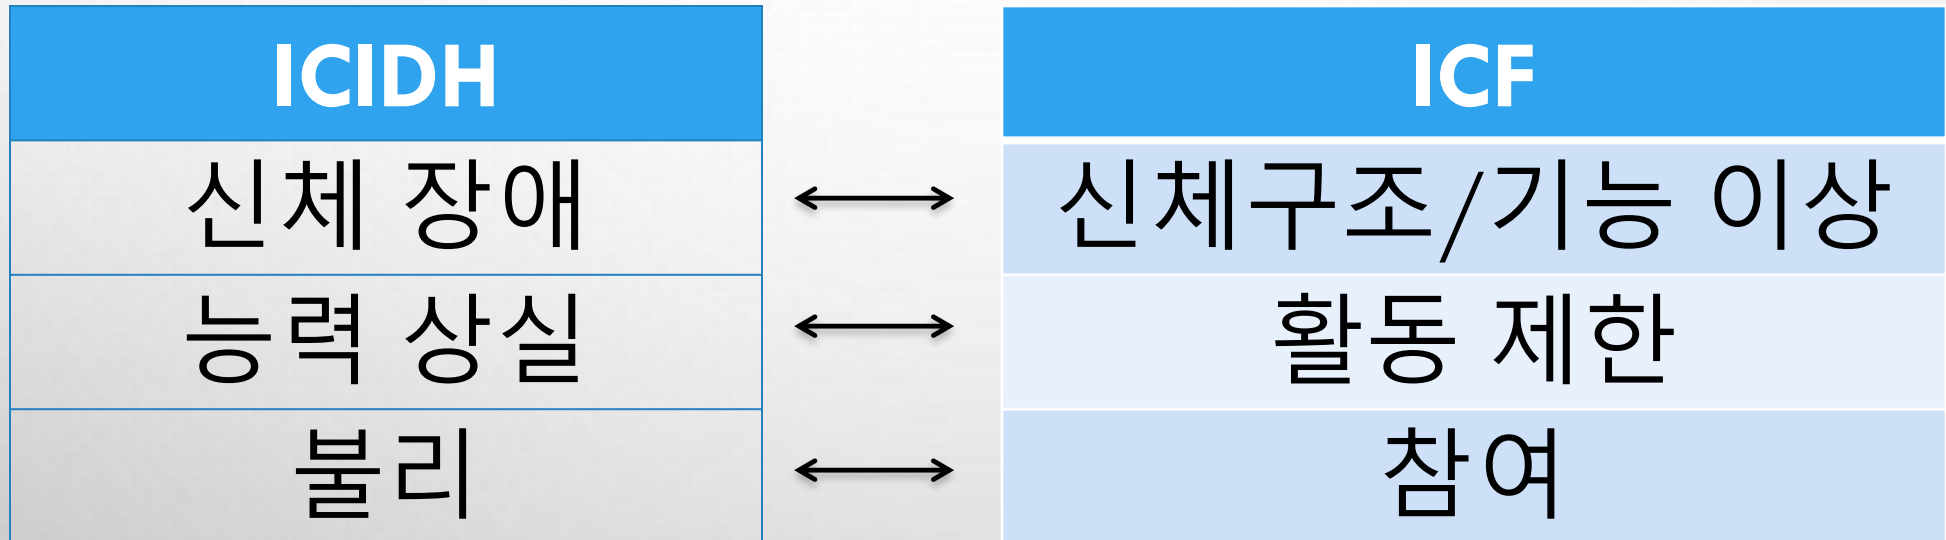 ICIDH ICF
신체 장애 신체구조/기능 이상
능력 상실 활동 제한
불리 참여